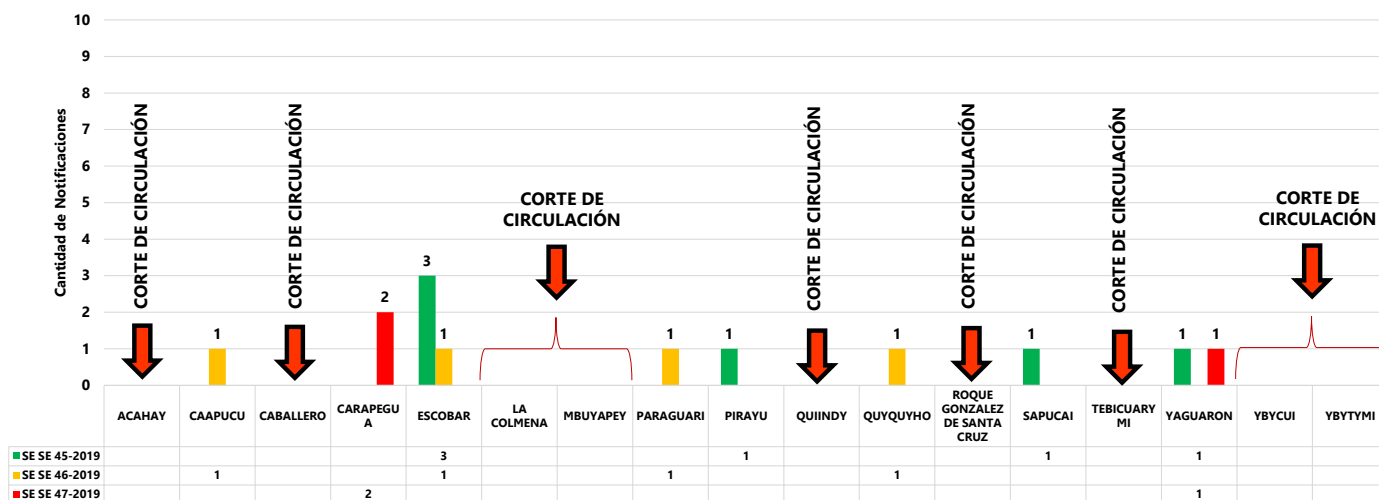 10
9
8
7
6
5
4
3
2
1
0
Cantidad de Notificaciones
CORTE DE CIRCULACIÓN
CORTE DE CIRCULACIÓN
CORTE DE
CIRCULACIÓN
CORTE DE CIRCULACIÓN
CORTE DE CIRCULACIÓN
CORTE DE CIRCULACIÓN
CORTE DE
CIRCULACIÓN
1
2
3
1
1
1
1
1
1
1
ACAHAY
CAAPUCU
CABALLERO
CARAPEGU
A
ESCOBAR
LA
COLMENA
MBUYAPEY
PARAGUARI
PIRAYU
QUIINDY
QUYQUYHO
ROQUE
GONZALEZ
DE SANTA
CRUZ
SAPUCAI
TEBICUARY
MI
YAGUARON
YBYCUI
YBYTYMI
SE SE 45-2019 3 1 1 1
SE SE 46-2019 1 1 1 1
SE SE 47-2019 2 1